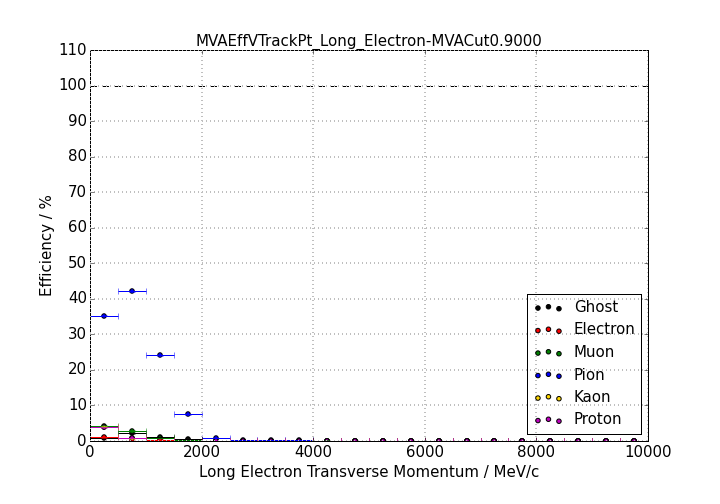 MVAEffVTrackPt_Long_Electron-MVACut0.9000
110
100
90
80
70
60
50
40
30
20
10
0
Efficiency / %
Ghost
Electron
Muon
Pion
Kaon
Proton
0 2000 4000 6000 8000 10000
Long Electron Transverse Momentum / MeV/c